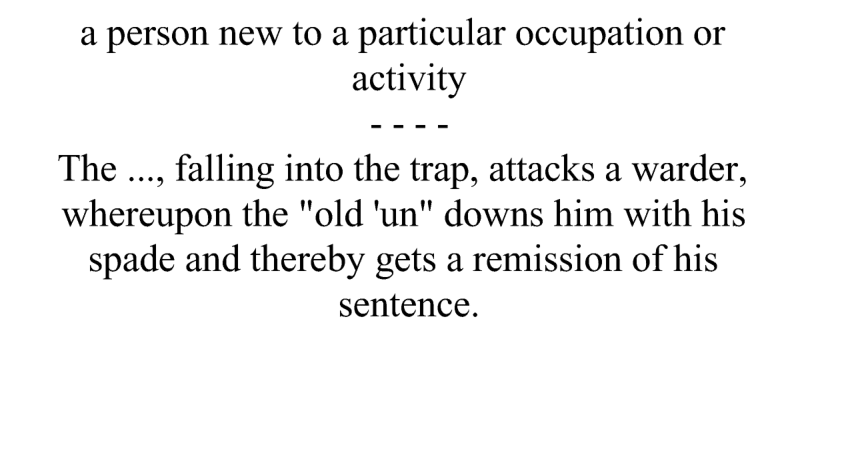 a person new to a particular occupation or
activity
- - - -
The ..., falling into the trap, attacks a warder,
whereupon the "old 'un" downs him with his
spade and thereby gets a remission of his
sentence.